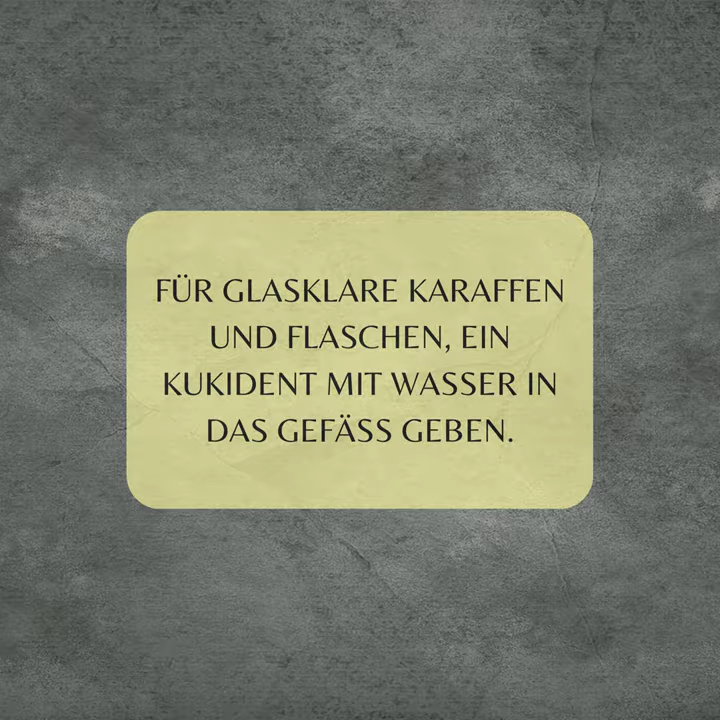 FÜR GLASKLARE KARAFFEN
UND FLASCHEN, EIN
KUKIDENT MIT WASSER IN
DAS GEFÄSS GEBEN.